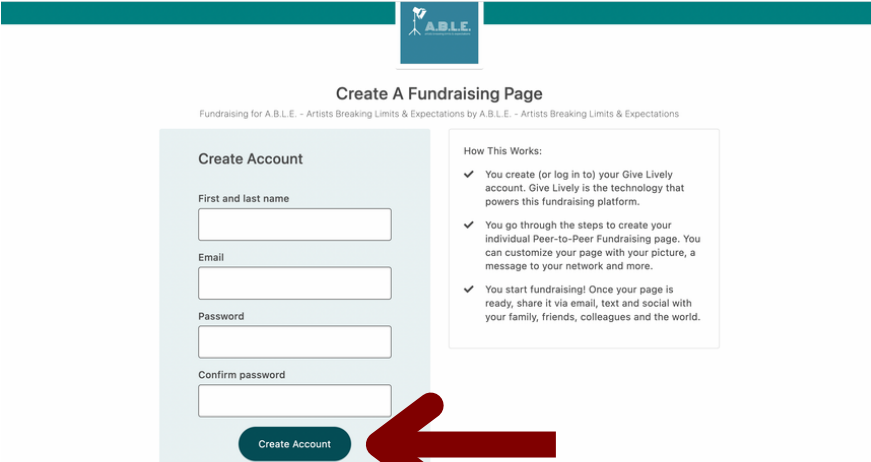 A.B.L.E.
Create A Fundraising Page
Fundraising for A.B.L.E. - Artists Breaking Limits & Expectations by A.B.L.E. - Artists Breaking Limits & Expectations
Create Account
First and last name
Email
Password
Confirm password
Create Account
How This Works:
You create (or log in to) your Give Lively
account. Give Lively is the technology that
powers this fundraising platform.
You go through the steps to create your
individual Peer-to-Peer Fundraising page. You
can customize your page with your picture, a
message to your network and more.
You start fundraising! Once your page is
ready, share it via email, text and social with
your family, friends, colleagues and the world.